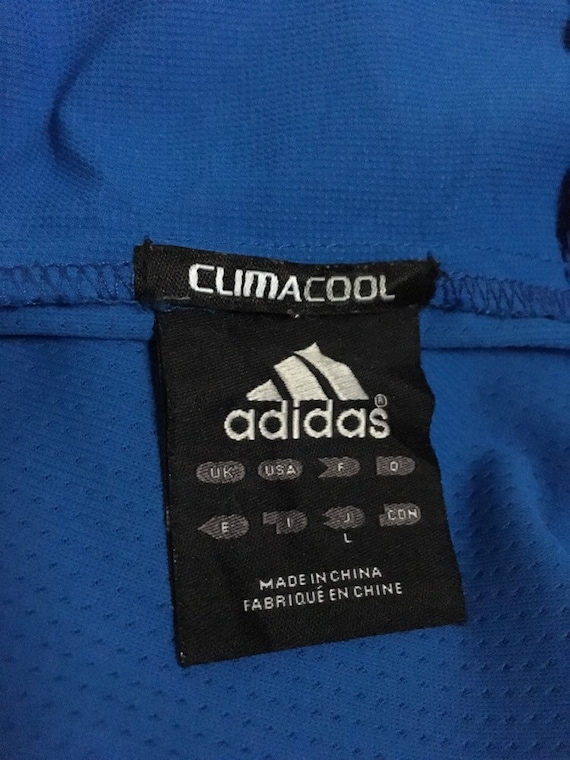 CLIMACOOL
adidas®
UK USA F D
E I J CDN
L
MADE IN CHINA
FABRIQUÉ EN CHINE